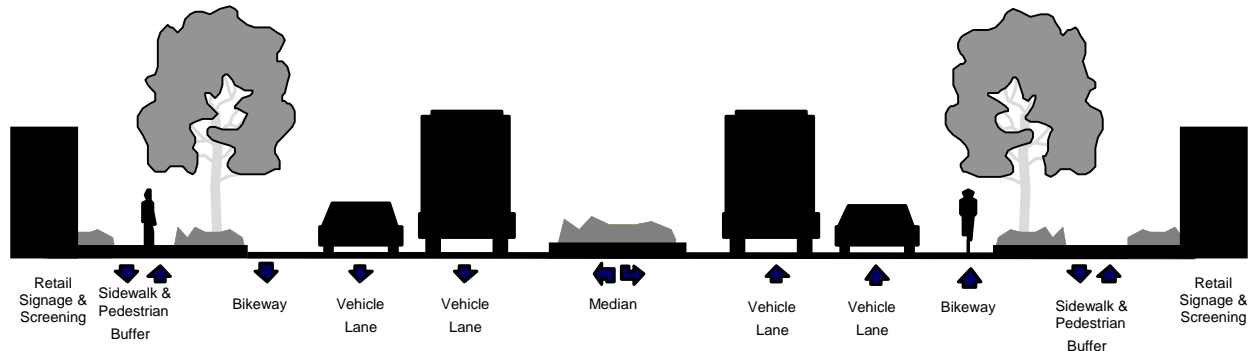 Retail
Signage &
Screening
Sidewalk &
Pedestrian
Buffer
Bikeway
Vehicle
Lane
Vehicle
Lane
Median
Vehicle
Lane
Vehicle
Lane
Bikeway
Sidewalk &
Pedestrian
Buffer
Retail
Signage &
Screening